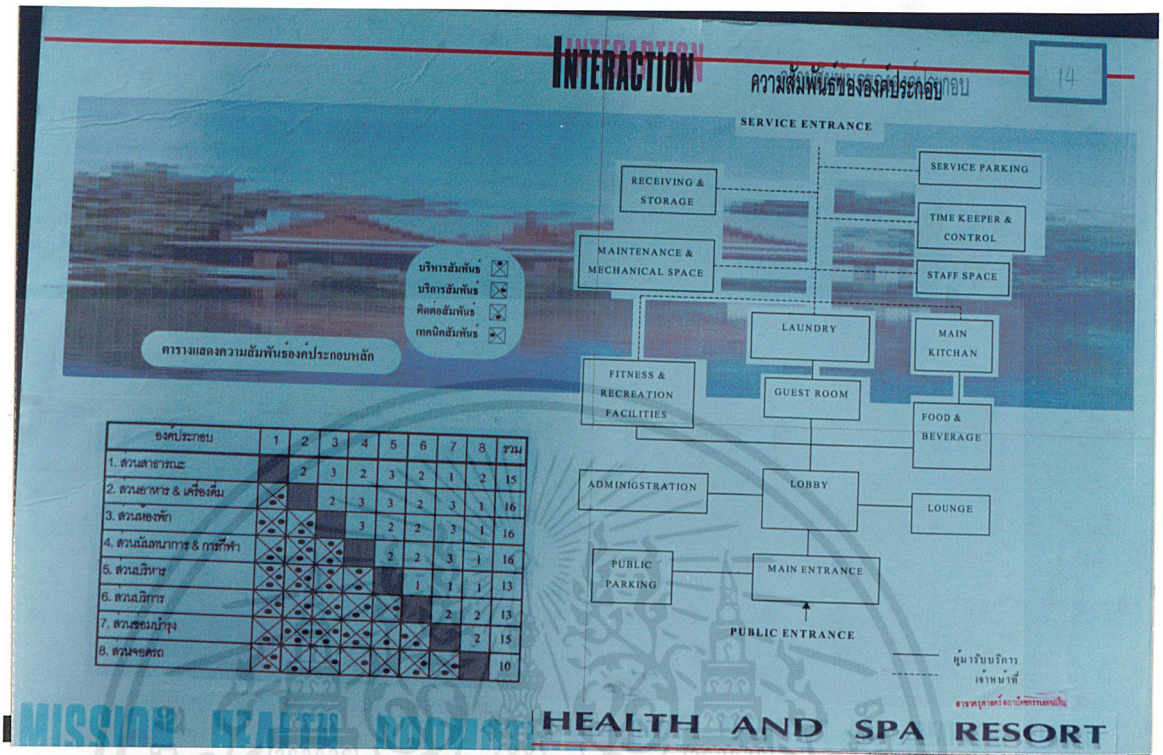 INTERACTION
ความสัมพันธ์ขององค์ประกอบ
14
SERVICE ENTRANCE
RECEIVING &
STORAGE
SERVICE PARKING
TIME KEEPER &
CONTROL
MAINTENANCE &
MECHANICAL SPACE
STAFF SPACE
บริหารสัมพันธ์
บริการสัมพันธ์
ติดต่อสัมพันธ์
เทคนิคสัมพันธ์
ตารางแสดงความสัมพันธ์องค์ประกอบหลัก
LAUNDRY
MAIN
KITCHAN
FITNESS &
RECREATION
FACILITIES
GUEST ROOM
FOOD &
BEVERAGE
ADMINIGSTRATION
LOBBY
LOUNGE
PUBLIC
PARKING
MAIN ENTRANCE
PUBLIC ENTRANCE
ผู้มารับบริการ
เจ้าหน้าที่
องค์ประกอบ 1 2 3 4 5 6 7 8 รวม
1. ส่วนสาธารณะ 2 3 2 3 2 1 2 15
2. ส่วนอาหาร & เครื่องดื่ม 2 3 3 2 3 1 16
3. ส่วนห้องพัก 3 2 2 3 1 16
4. ส่วนนันทนาการ & การกีฬา 2 2 3 1 16
5. ส่วนบริหาร 1 1 1 13
6. ส่วนบริการ 2 2 13
7. ส่วนซ่อมบำรุง 2 15
8. ส่วนจอดรถ 10
MISSION HEALTH
HEALTH AND SPA RESORT